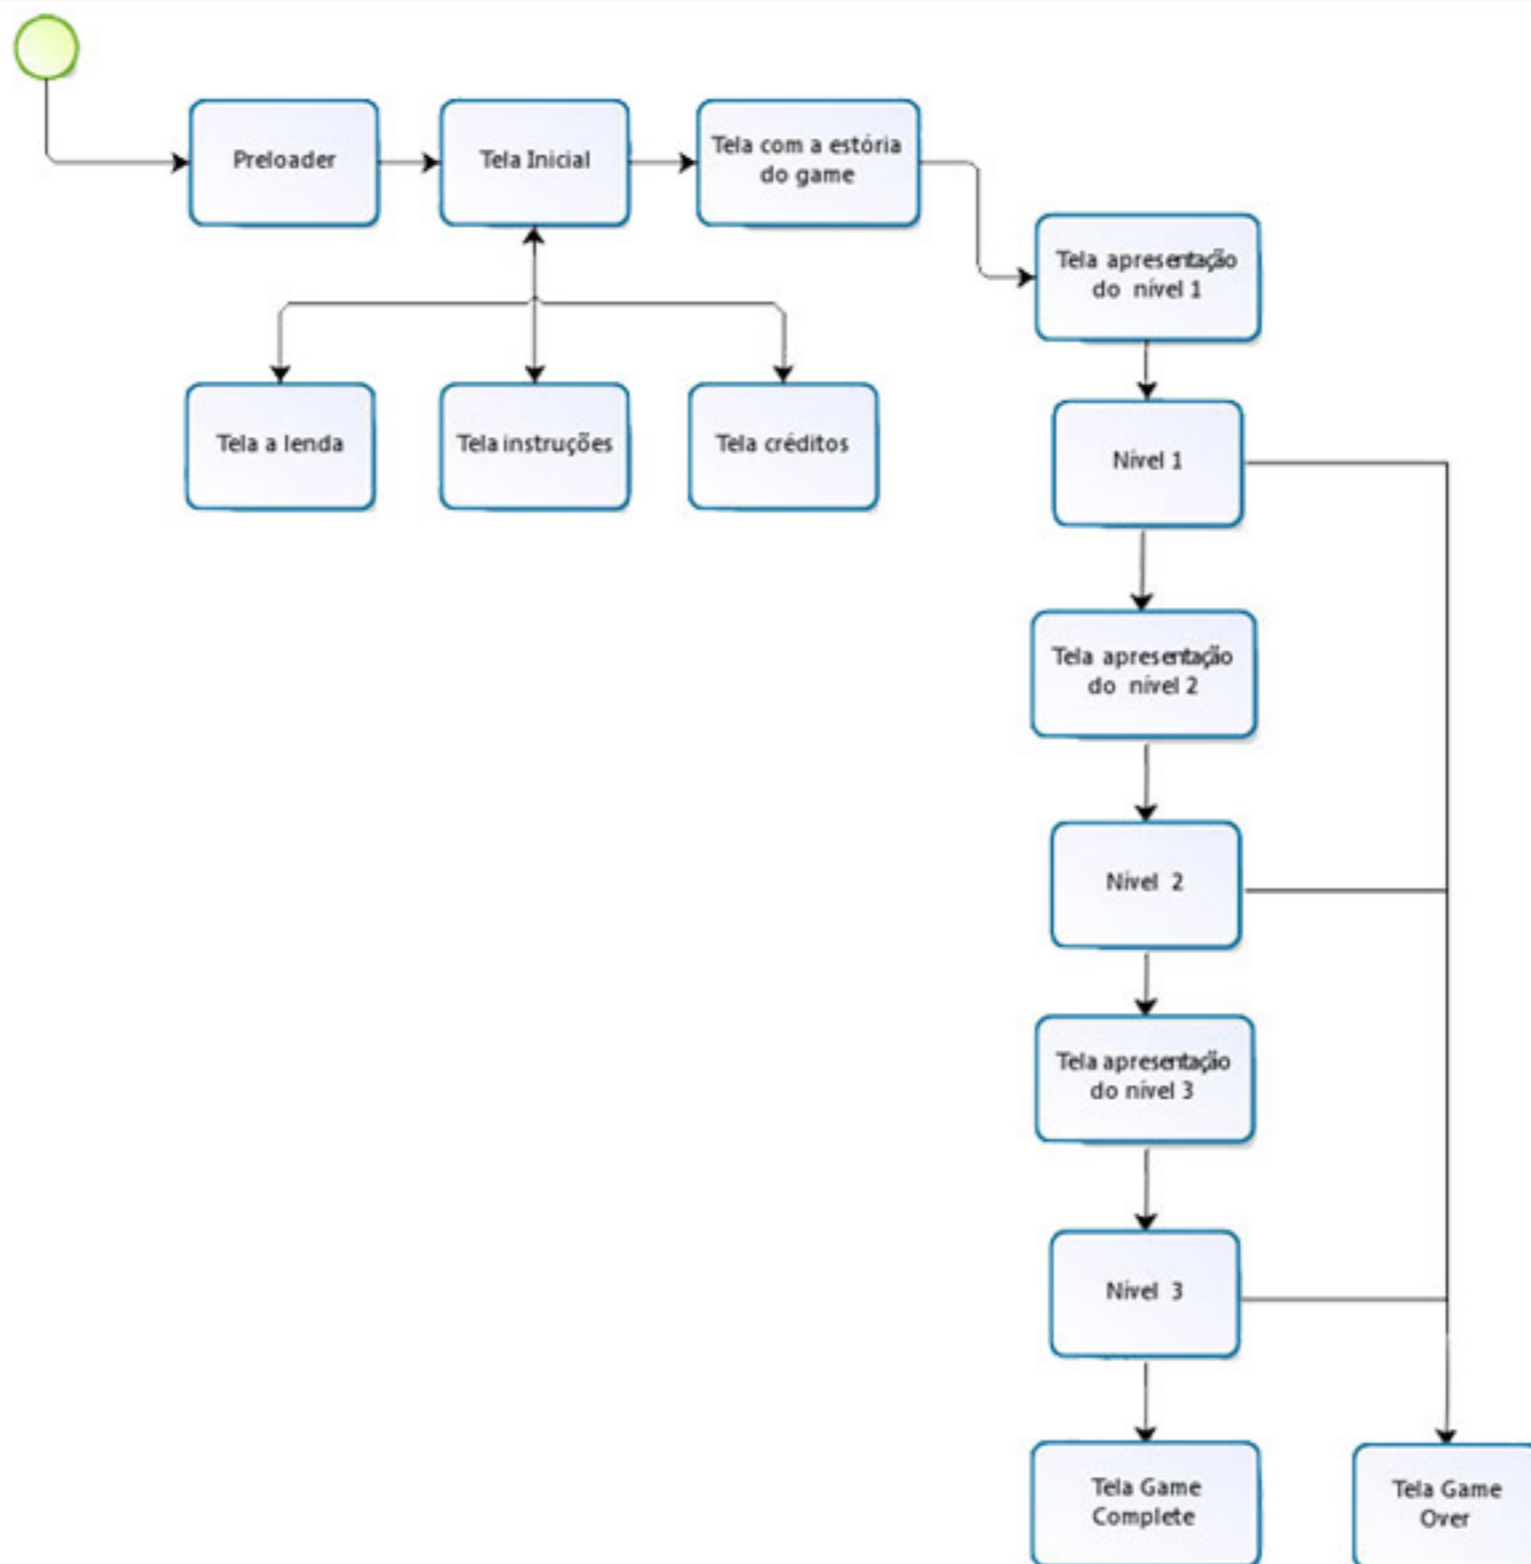 Preloader
Tela Inicial
Tela com a estória
do game
Tela apresentação
do nível 1
Tela a lenda
Tela instruções
Tela créditos
Nível 1
Tela apresentação
do nível 2
Nível 2
Tela apresentação
do nível 3
Nível 3
Tela Game
Complete
Tela Game
Over